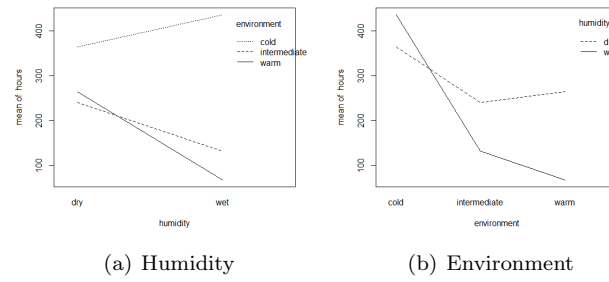 mean of hours
100
200
300
400
environment
cold
intermediate
warm
dry
wet
humidity
(a) Humidity
mean of hours
100
200
300
400
humidity
cold
intermediate
warm
environment
(b) Environment